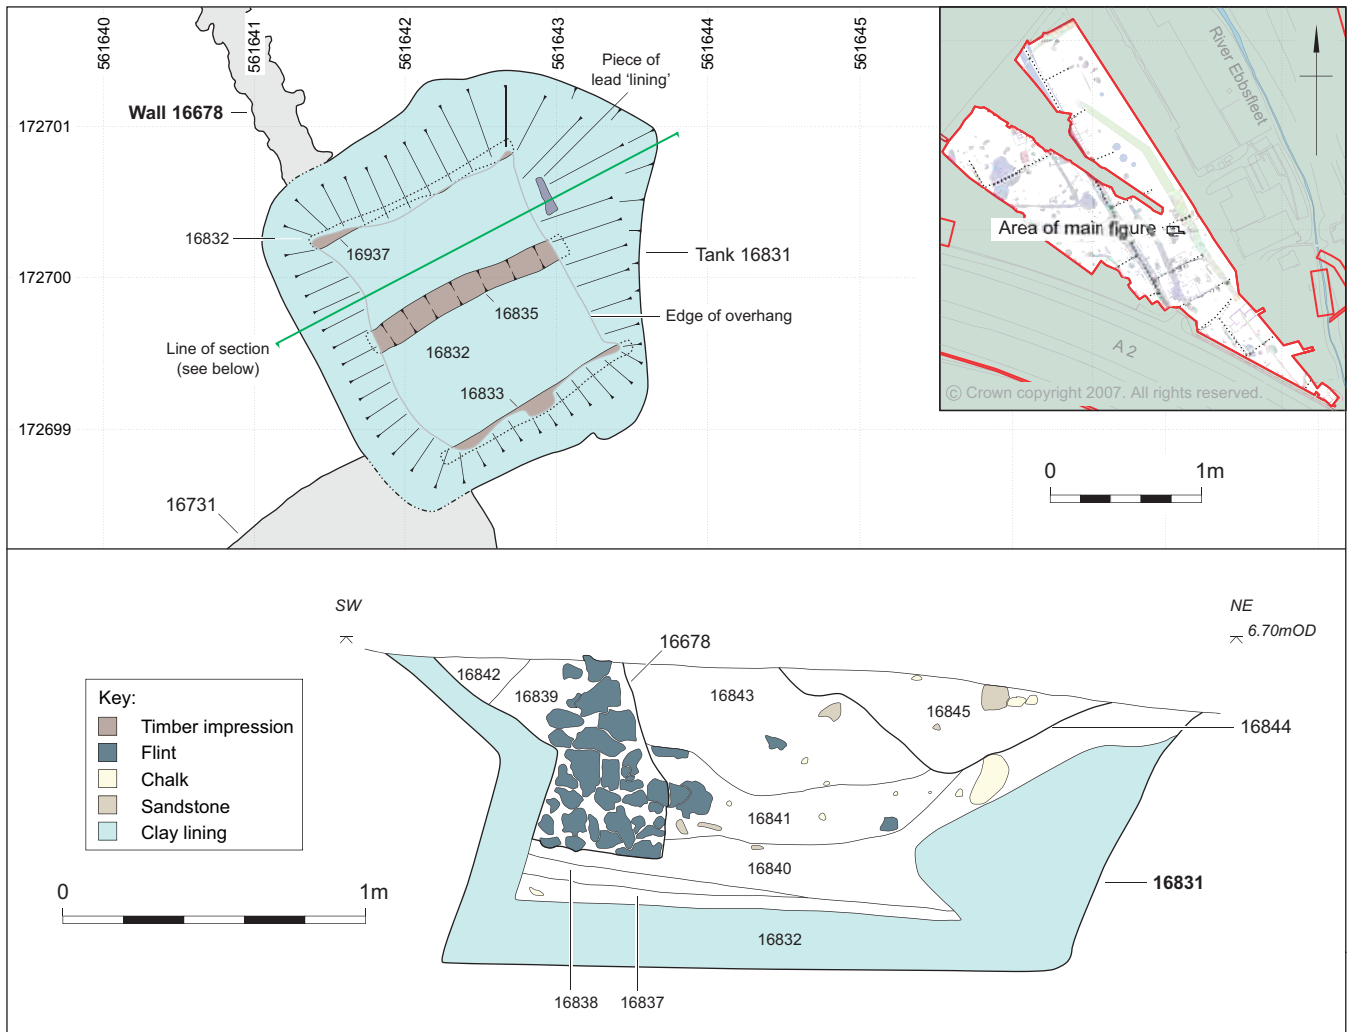 561640
561641
561642
561643
561644
561645
172701
172700
172699
Wall 16678
Piece of
lead ‘lining’
16832
16937
Tank 16831
16835
Edge of overhang
16832
Line of section
(see below)
16833
16731
River Ebbsfleet
Area of main figure
A 2
© Crown copyright 2007. All rights reserved.
0 1m
SW
NE
6.70mOD
16678
16842
16839
16843
16845
16844
16841
16840
16831
16832
16838
16837
Key:
Timber impression
Flint
Chalk
Sandstone
Clay lining
0 1m